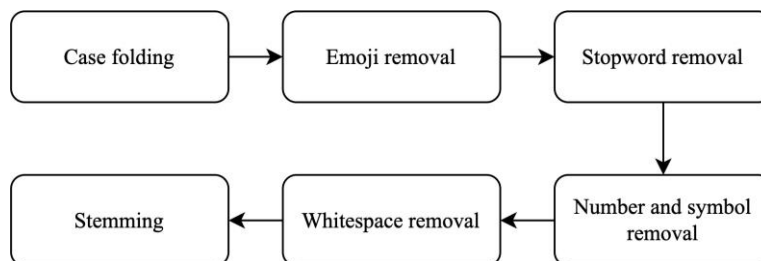 Case folding
Emoji removal
Stopword removal
Number and symbol
removal
Whitespace removal
Stemming